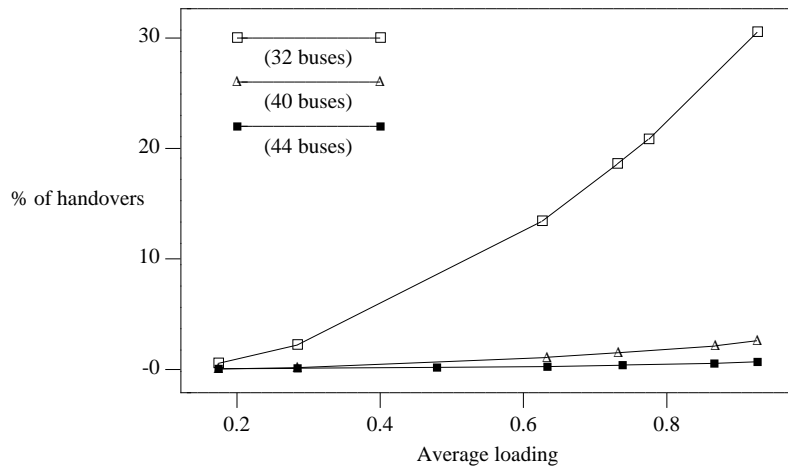 30
(32 buses)
(40 buses)
20
(44 buses)
% of handovers
10
-0
0.2 0.4 0.6 0.8
Average loading